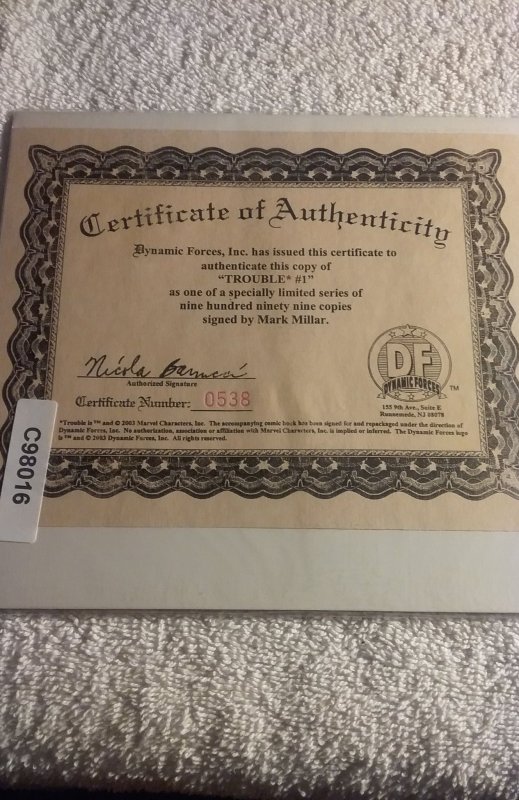 Certificate of Authenticity
Dynamic Forces, Inc. has issued this certificate to
authenticate this copy of
"TROUBLE* #1"
as one of a specially limited series of
nine hundred ninety nine copies
signed by Mark Millar.
Authorized Signature
Certificate Number: 0538
DF
DYNAMIC FORCES
TM
155 9th Ave., Suite E
Runnemede, NJ 08078
*Trouble is ™ and © 2003 Marvel Characters, Inc. The accompanying comic book has been signed for and repackaged under the direction of
Dynamic Forces, Inc. No authorization, association or affiliation with Marvel Characters, Inc. is implied or inferred. The Dynamic Forces logo
is ™ and © 2003 Dynamic Forces, Inc. All rights reserved.
C98016